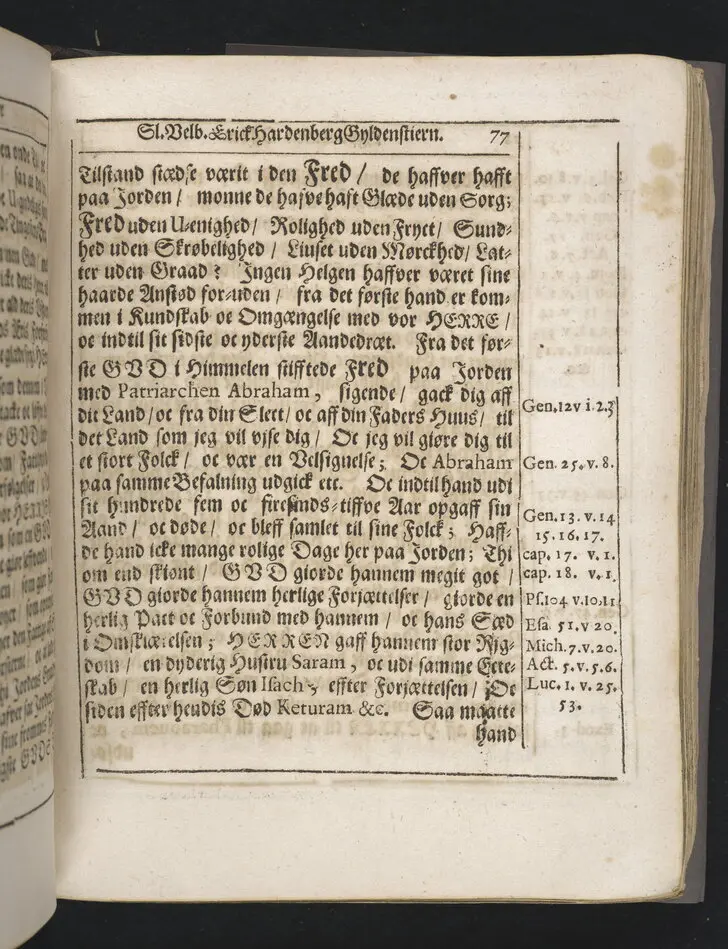 Sl. Velb. Erick Hardenberg Gyldenstiern. 77
Tilstand stædse værit i den Fred / de haffver hafft
paa Jorden / monne de hafve haft Glæde uden Sorg;
Fred uden Uenighed / Rolighed uden Fryct / Sund-
hed uden Skrøbelighed / Liuset uden Mørckhed / Lat-
ter uden Graad? Ingen Helgen haffver været sine
haarde Anstød for-uden / fra det første hand er kom-
men i Kundskab oc Omgængelse med vor HERRE /
oc indtil sit sidste oc yderste Aandedræt. Fra det før-
ste GUD i Himmelen stifftede Fred paa Jorden
med Patriarchen Abraham, sigende / gack dig aff
dit Land / oc fra din Slect / oc aff din Faders Huus / til
det Land som jeg vil vjse dig / Oc jeg vil giøre dig til
et stort Folck / oc vær en Velsignelse; Oc Abraham
paa samme Befalning udgick etc. Oc indtil hand udi
sit hundrede fem oc firesinds-tiffve Aar opgaff sin
Aand / oc døde / oc bleff samlet til sine Folck; Haff-
de hand icke mange rolige Dage her paa Jorden; Thi
om end skiønt / GUD giorde hannem megit got /
GUD giorde hannem herlige Forjættelser / giorde en
herlig Pact oc Forbund med hannem / oc hans Sæd
i Omskiærelsen; HERREN gaff hannem stor Rjg-
dom / en dyderig Hustru Saram, oc udi samme Ecte-
skab / en herlig Søn Isach, effter Forjættelsen / Oc
siden effter hendis Død Keturam &c. Saa maatte
hand
Gen. 12 v i. 2. 3
Gen. 25. v. 8.
Gen. 13. v. 14
15. 16. 17.
cap. 17. v. 1.
cap. 18. v. 1.
Ps. 104 v. 10, 11
Esa. 51. v 20.
Mich. 7. v. 20.
Act. 5. v. 5. 6.
Luc. 1. v. 25.
53.